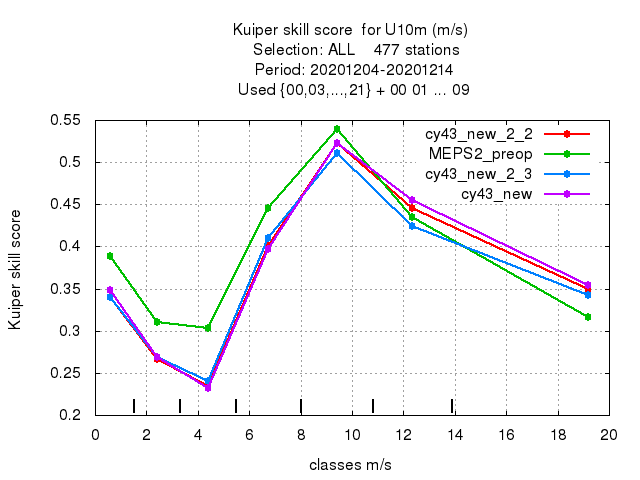 Kuiper skill score  for U10m (m/s)
Selection: ALL    477 stations
Period: 20201204-20201214
Used {00,03,...,21} + 00 01 ... 09
cy43_new_2_2
MEPS2_preop
cy43_new_2_3
cy43_new
Kuiper skill score
0.55
0.5
0.45
0.4
0.35
0.3
0.25
0.2
0 2 4 6 8 10 12 14 16 18 20
classes m/s